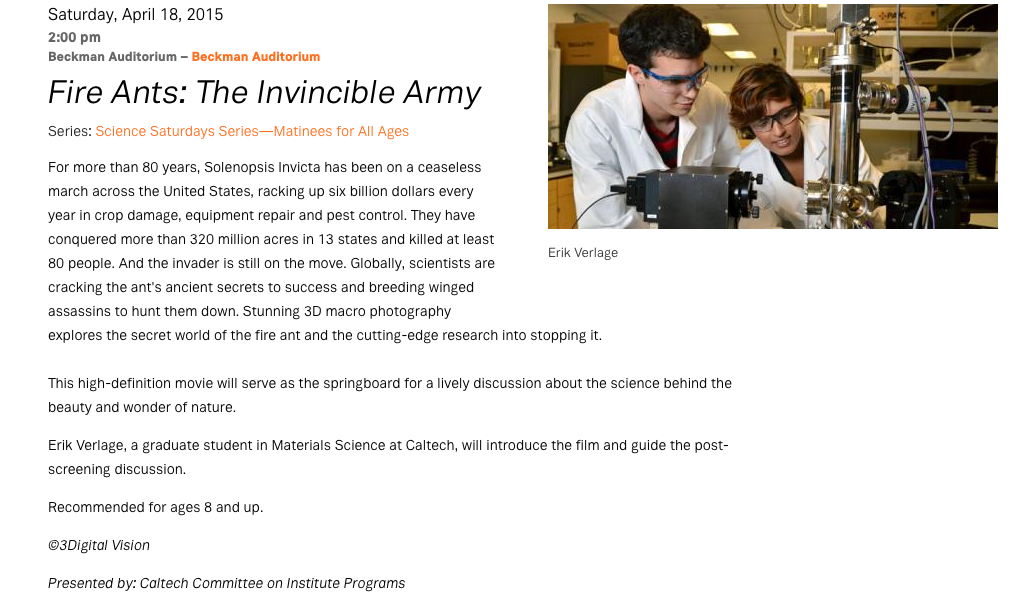 Saturday, April 18, 2015
2:00 pm
Beckman Auditorium – Beckman Auditorium
Fire Ants: The Invincible Army
Series: Science Saturdays Series—Matinees for All Ages
For more than 80 years, Solenopsis Invicta has been on a ceaseless
march across the United States, racking up six billion dollars every
year in crop damage, equipment repair and pest control. They have
conquered more than 320 million acres in 13 states and killed at least
80 people. And the invader is still on the move. Globally, scientists are
cracking the ant's ancient secrets to success and breeding winged
assassins to hunt them down. Stunning 3D macro photography
explores the secret world of the fire ant and the cutting-edge research into stopping it.
This high-definition movie will serve as the springboard for a lively discussion about the science behind the
beauty and wonder of nature.
Erik Verlage, a graduate student in Materials Science at Caltech, will introduce the film and guide the post-
screening discussion.
Recommended for ages 8 and up.
©3Digital Vision
Presented by: Caltech Committee on Institute Programs
Erik Verlage